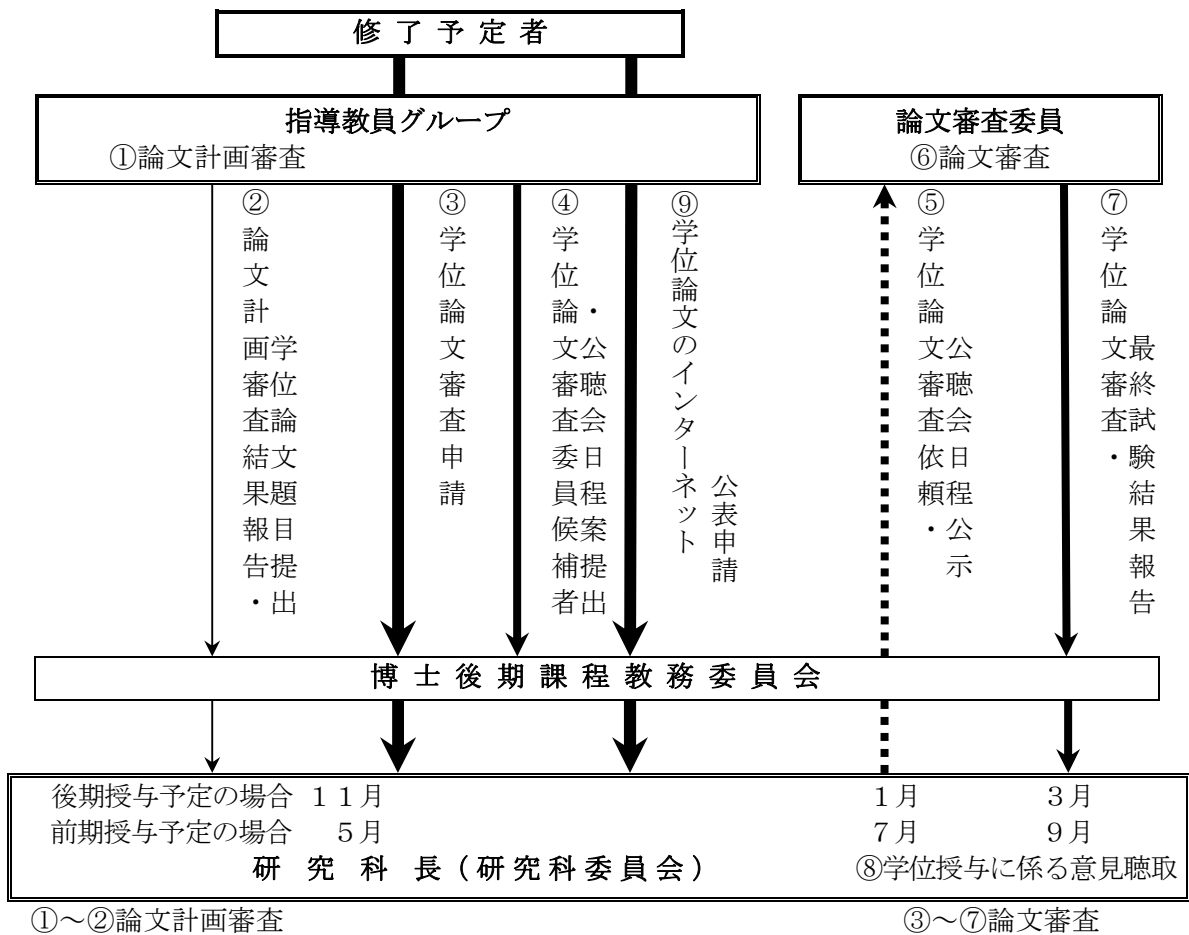 修了予定者
指導教員グループ
①論文計画審査
論文審査委員
⑥論文審査
②論文計画審査結果報告・
学位論文題目提出
③学位論文審査申請
④学位論文審査委員候補者
・公聴会日程案提出
⑨学位論文のインターネット
公表申請
⑤学位論文審査依頼・
公聴会日程公示
⑦学位論文審査・
最終試験結果報告
博士後期課程教務委員会
後期授与予定の場合 11月 1月 3月
前期授与予定の場合 5月 7月 9月
研究科長(研究科委員会) ⑧学位授与に係る意見聴取
①~②論文計画審査 ③~⑦論文審査